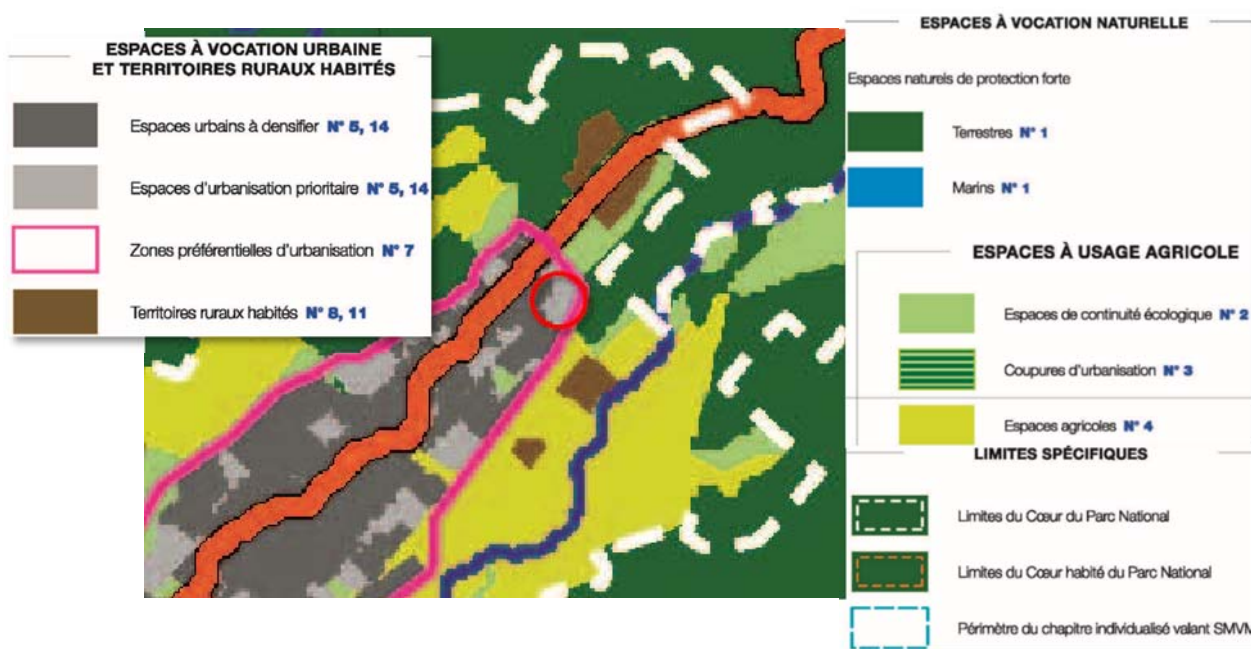 ESPACES À VOCATION URBAINE
ET TERRITOIRES RURAUX HABITÉS
Espaces urbains à densifier N° 5, 14
Espaces d'urbanisation prioritaire N° 5, 14
Zones préférentielles d'urbanisation N° 7
Territoires ruraux habités N° 8, 11
ESPACES À VOCATION NATURELLE
Espaces naturels de protection forte
Terrestres N° 1
Marins N° 1
ESPACES À USAGE AGRICOLE
Espaces de continuité écologique N° 2
Coupures d'urbanisation N° 3
Espaces agricoles N° 4
LIMITES SPÉCIFIQUES
Limites du Cœur du Parc National
Limites du Cœur habité du Parc National
Périmètre du chapitre individualisé valant SMVM